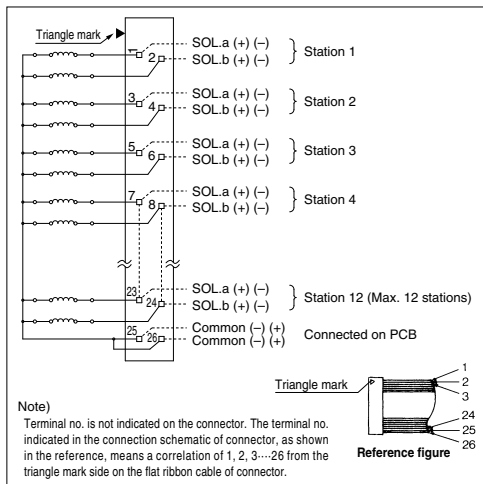 Triangle mark
1
SOL.a (+) (–)
2
SOL.b (+) (–)
Station 1
3
SOL.a (+) (–)
4
SOL.b (+) (–)
Station 2
5
SOL.a (+) (–)
6
SOL.b (+) (–)
Station 3
7
SOL.a (+) (–)
8
SOL.b (+) (–)
Station 4
23
SOL.a (+) (–)
24
SOL.b (+) (–)
Station 12 (Max. 12 stations)
25
Common (–) (+)
26
Common (–) (+)
Connected on PCB
Triangle mark
1
2
3
24
25
26
Reference figure
Note)
Terminal no. is not indicated on the connector. The terminal no.
indicated in the connection schematic of connector, as shown
in the reference, means a correlation of 1, 2, 3····26 from the
triangle mark side on the flat ribbon cable of connector.